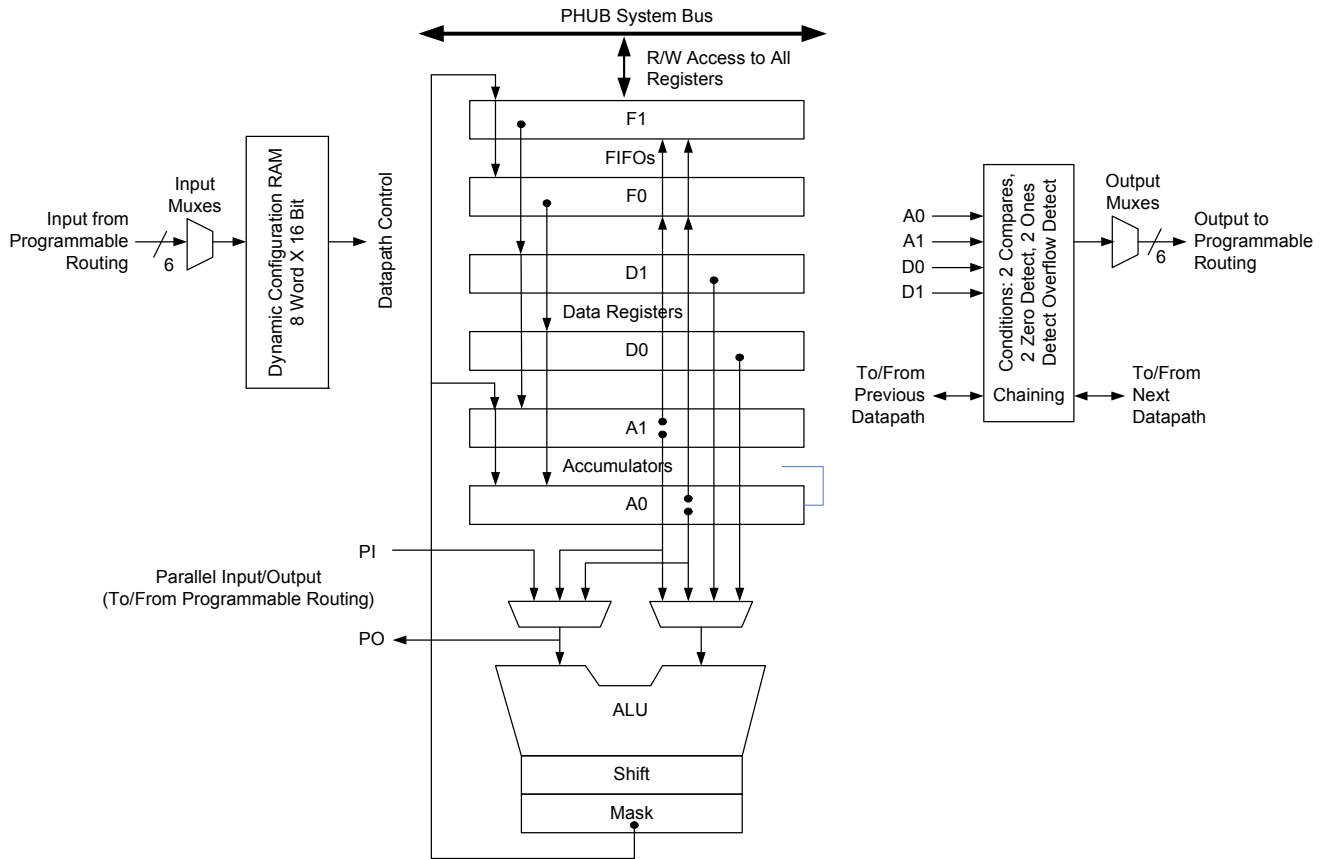 PHUB System Bus
R/W Access to All
Registers
F1
FIFOs
F0
D1
Data Registers
D0
A1
Accumulators
A0
Input from
Programmable
Routing
6
Input
Muxes
Dynamic Configuration RAM
8 Word X 16 Bit
Datapath Control
PI
Parallel Input/Output
(To/From Programmable Routing)
PO
ALU
Shift
Mask
A0
A1
D0
D1
Conditions: 2 Compares,
2 Zero Detect, 2 Ones
Detect Overflow Detect
Output
Muxes
6
Output to
Programmable
Routing
To/From
Previous
Datapath
Chaining
To/From
Next
Datapath